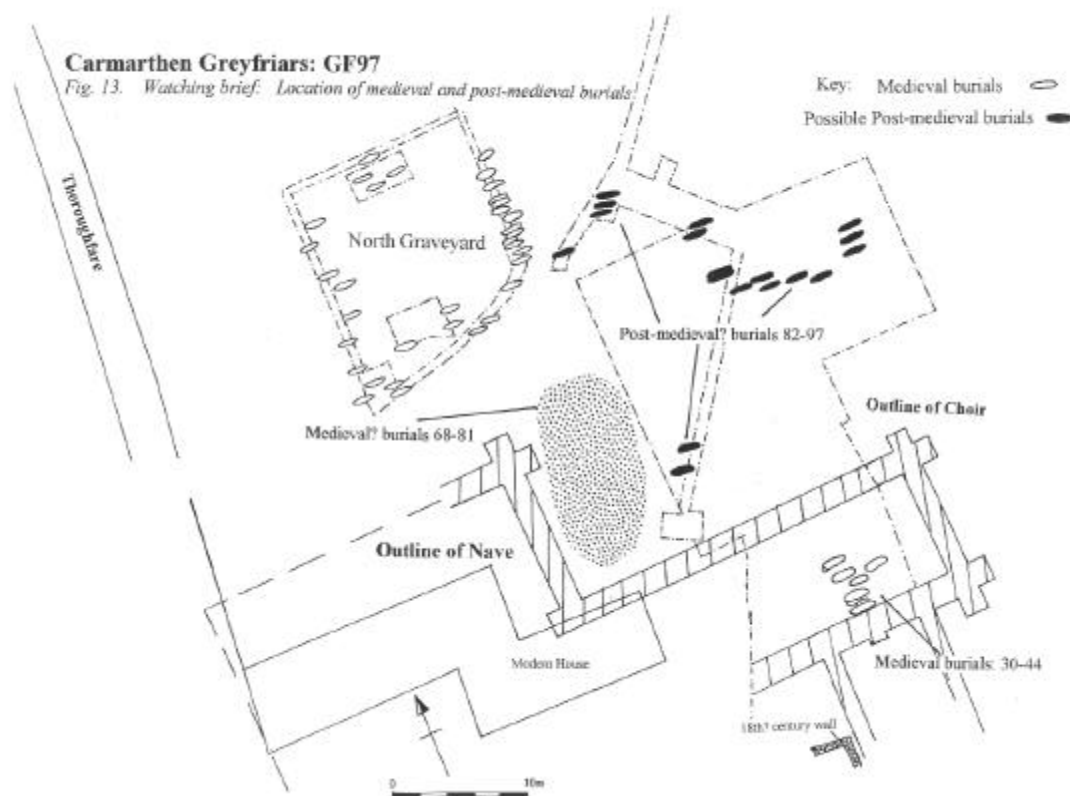 Carmarthen Greyfriars: GF97
Fig. 13. Watching brief: Location of medieval and post-medieval burials
Key: Medieval burials
Possible Post-medieval burials
Thoroughfare
North Graveyard
Post-medieval? burials 82-97
Outline of Choir
Medieval? burials 68-81
Outline of Nave
Modern House
Medieval burials: 30-44
18th? century wall
0 10m